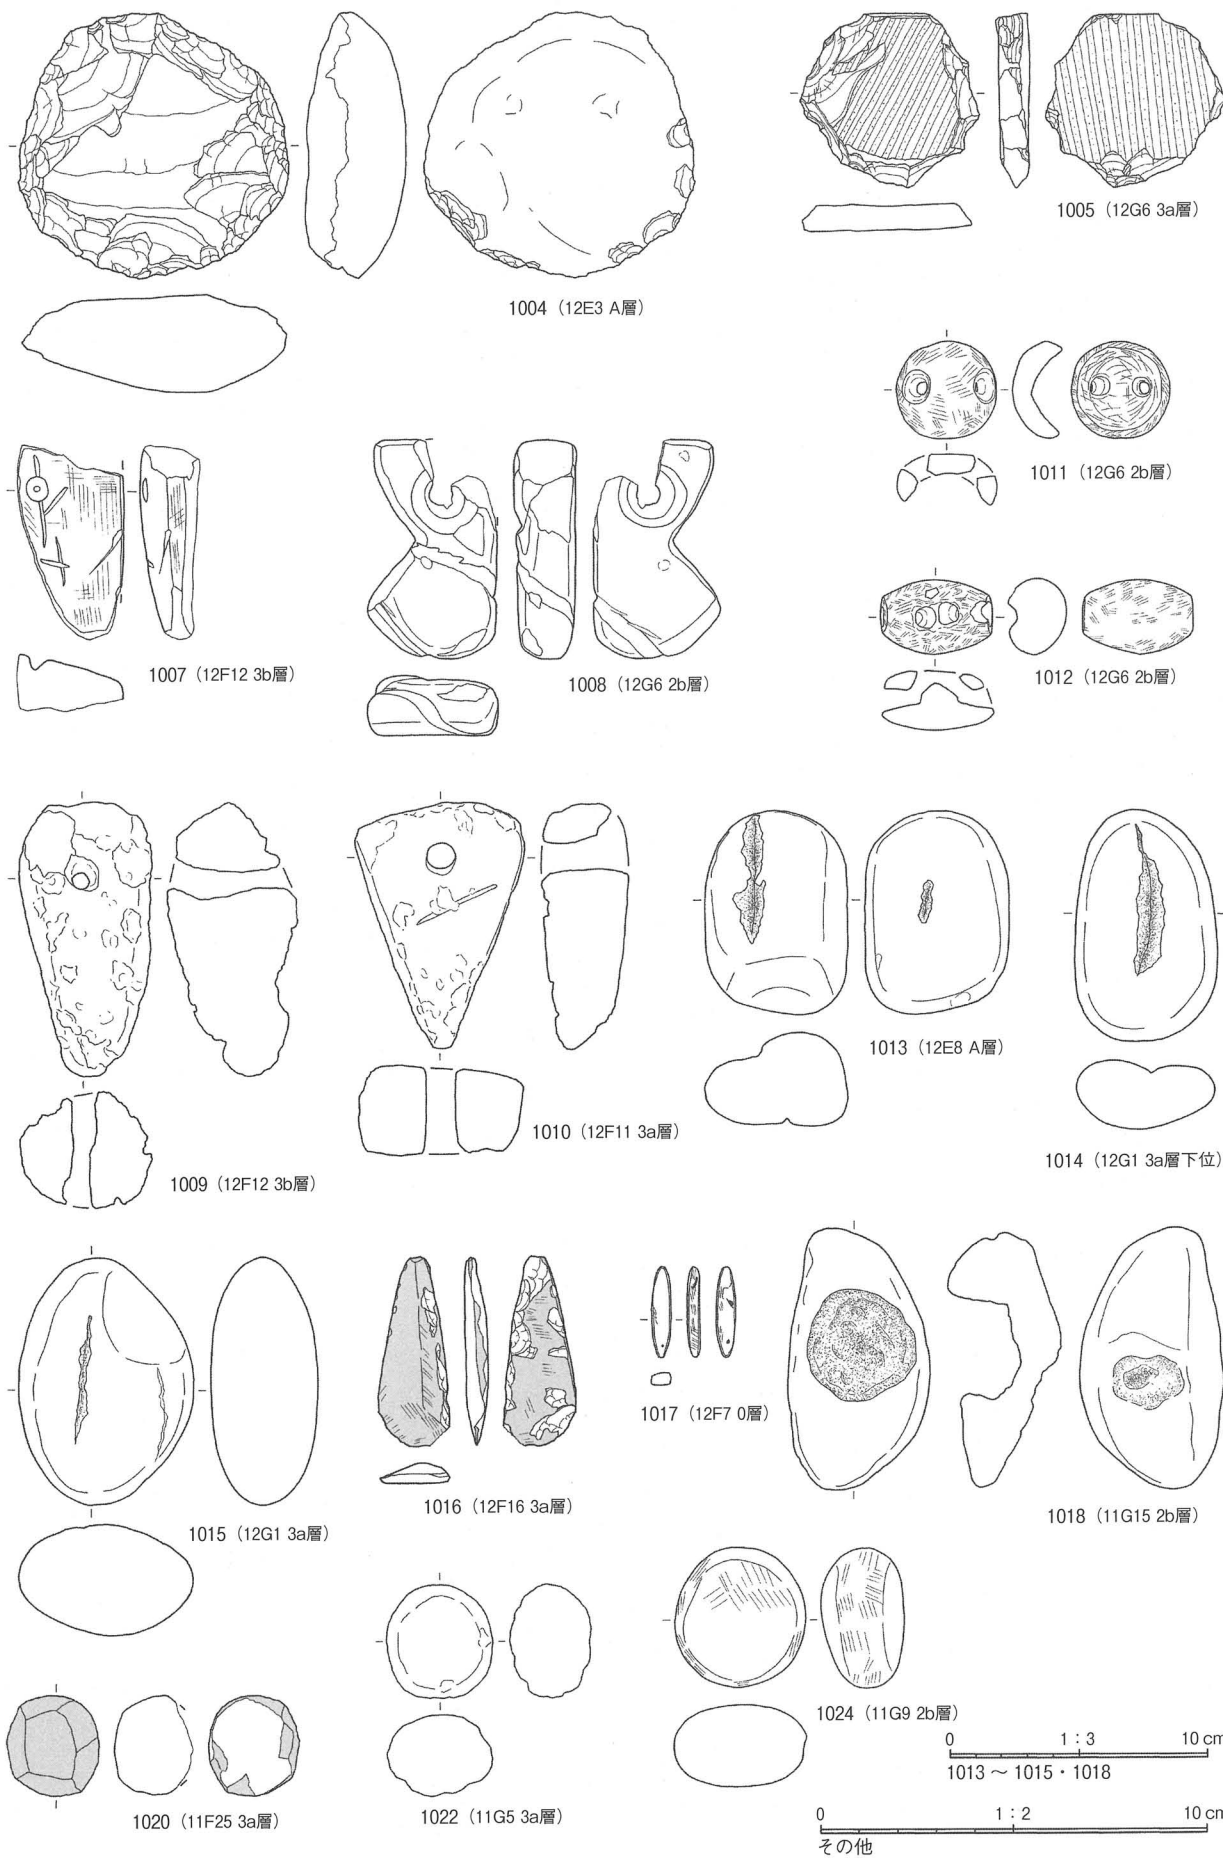 1004（12E3 A層）
1005（12G6 3a層）
1007（12F12 3b層）
1008（12G6 2b層）
1011（12G6 2b層）
1012（12G6 2b層）
1009（12F12 3b層）
1010（12F11 3a層）
1013（12E8 A層）
1014（12G1 3a層下位）
1015（12G1 3a層）
1016（12F16 3a層）
1017（12F7 0層）
1018（11G15 2b層）
1020（11F25 3a層）
1022（11G5 3a層）
1024（11G9 2b層）
0 1：3 10 cm
1013～1015・1018
0 1：2 10 cm
その他